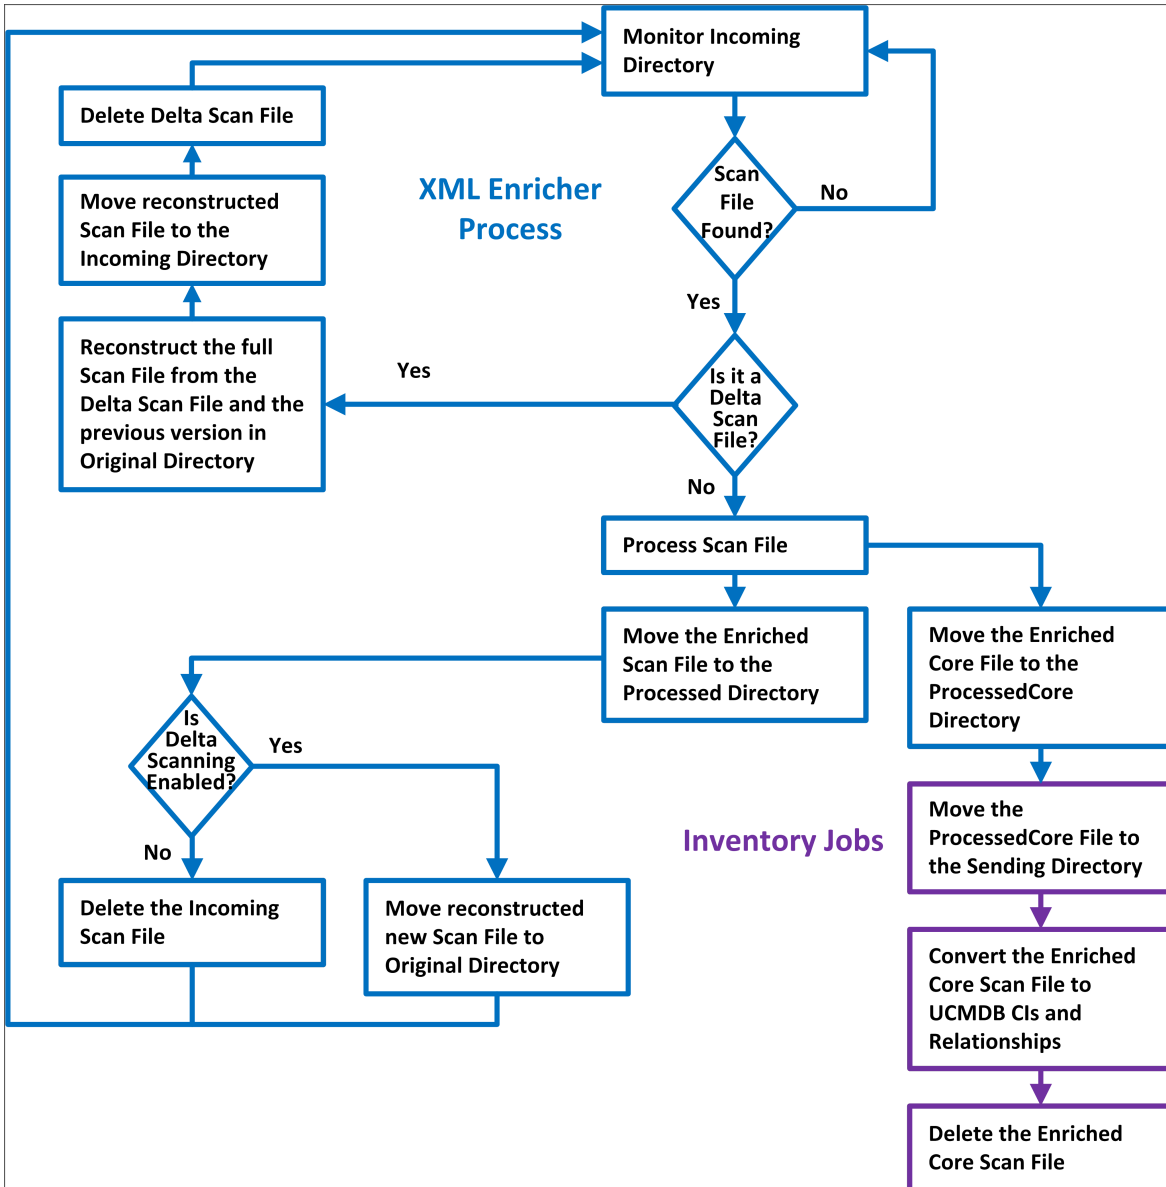 Monitor Incoming
Directory
Delete Delta Scan File
XML Enricher
Process
Scan
File
Found?
No
Move reconstructed
Scan File to the
Incoming Directory
Yes
Reconstruct the full
Scan File from the
Delta Scan File and the
previous version in
Original Directory
Yes
Is it a
Delta
Scan
File?
No
Process Scan File
Move the Enriched
Scan File to the
Processed Directory
Move the Enriched
Core File to the
ProcessedCore
Directory
Is
Delta
Scanning
Enabled?
Yes
No
Inventory Jobs
Move the
ProcessedCore File to
the Sending Directory
Delete the Incoming
Scan File
Move reconstructed
new Scan File to
Original Directory
Convert the Enriched
Core Scan File to
UCMDB CIs and
Relationships
Delete the Enriched
Core Scan File